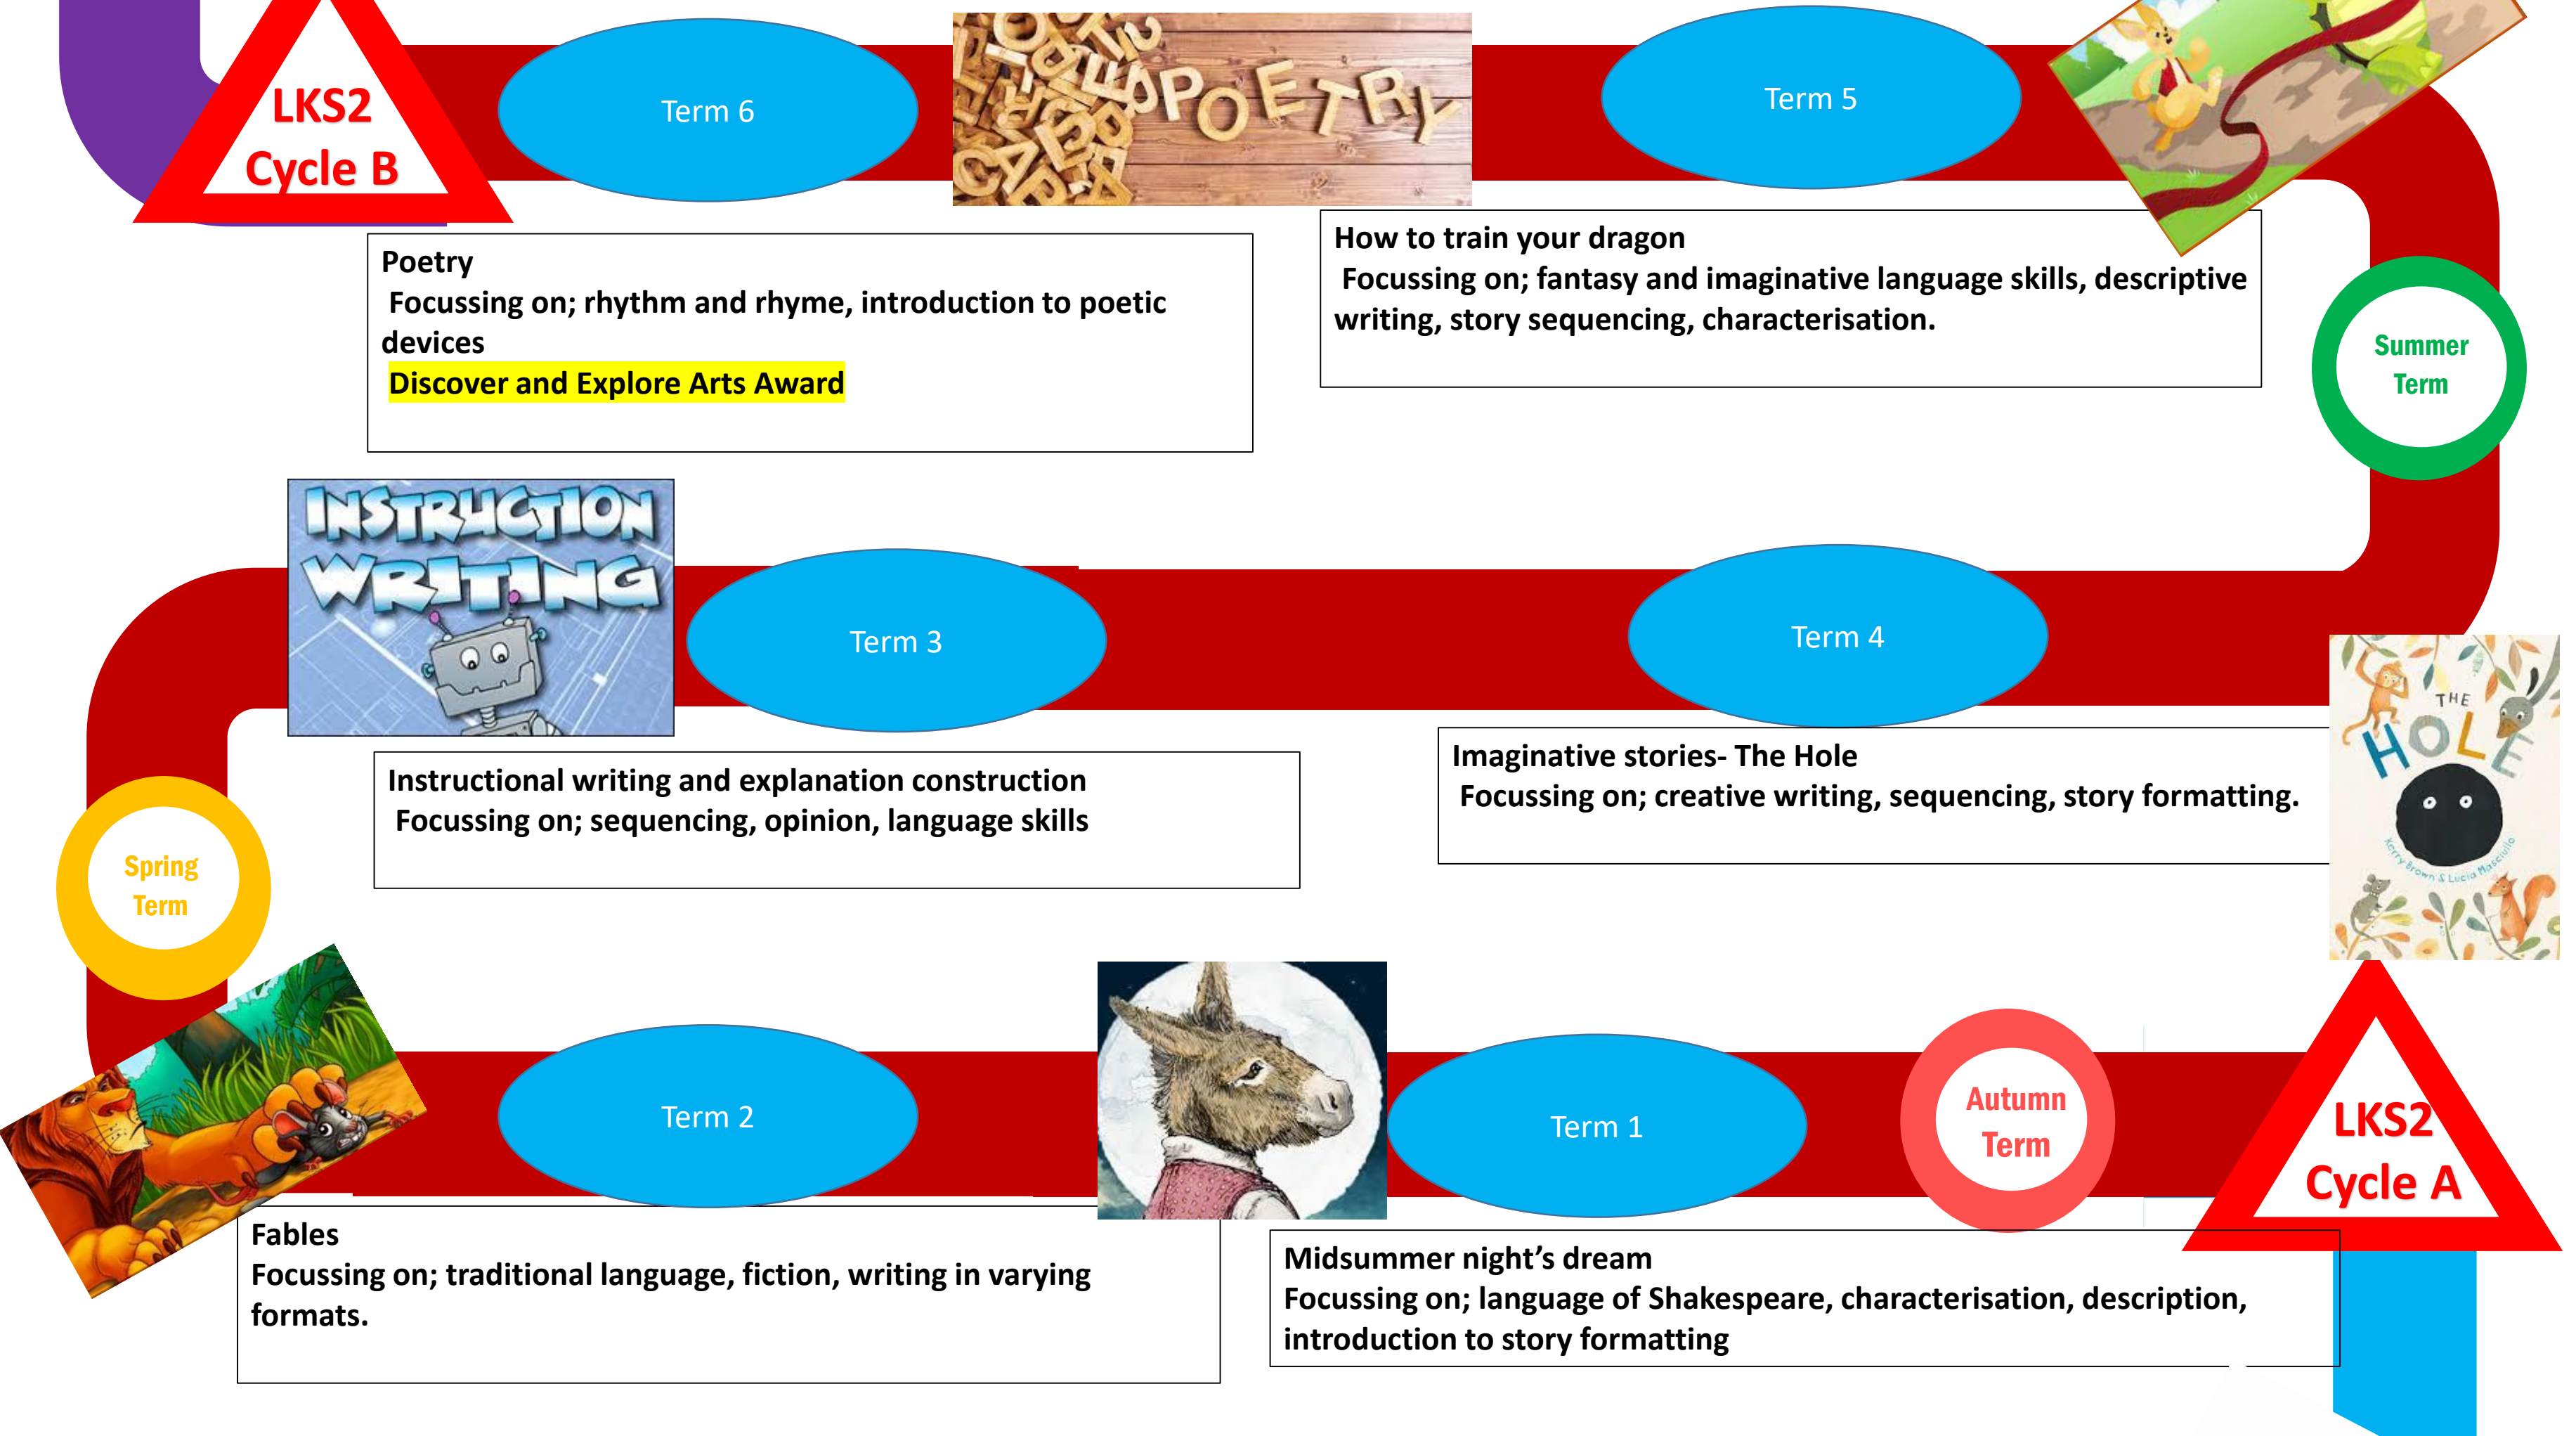 LKS2
Cycle B
Term 6
POETRY
Term 5
Poetry
Focussing on; rhythm and rhyme, introduction to poetic
devices
Discover and Explore Arts Award
How to train your dragon
Focussing on; fantasy and imaginative language skills, descriptive
writing, story sequencing, characterisation.
Summer
Term
INSTRUCTION
WRITING
Term 3
Term 4
Instructional writing and explanation construction
Focussing on; sequencing, opinion, language skills
Imaginative stories- The Hole
Focussing on; creative writing, sequencing, story formatting.
THE
HOLE
Kerry Brown & Lucia Masciullo
Spring
Term
Term 2
Term 1
Autumn
Term
LKS2
Cycle A
Fables
Focussing on; traditional language, fiction, writing in varying
formats.
Midsummer night’s dream
Focussing on; language of Shakespeare, characterisation, description,
introduction to story formatting